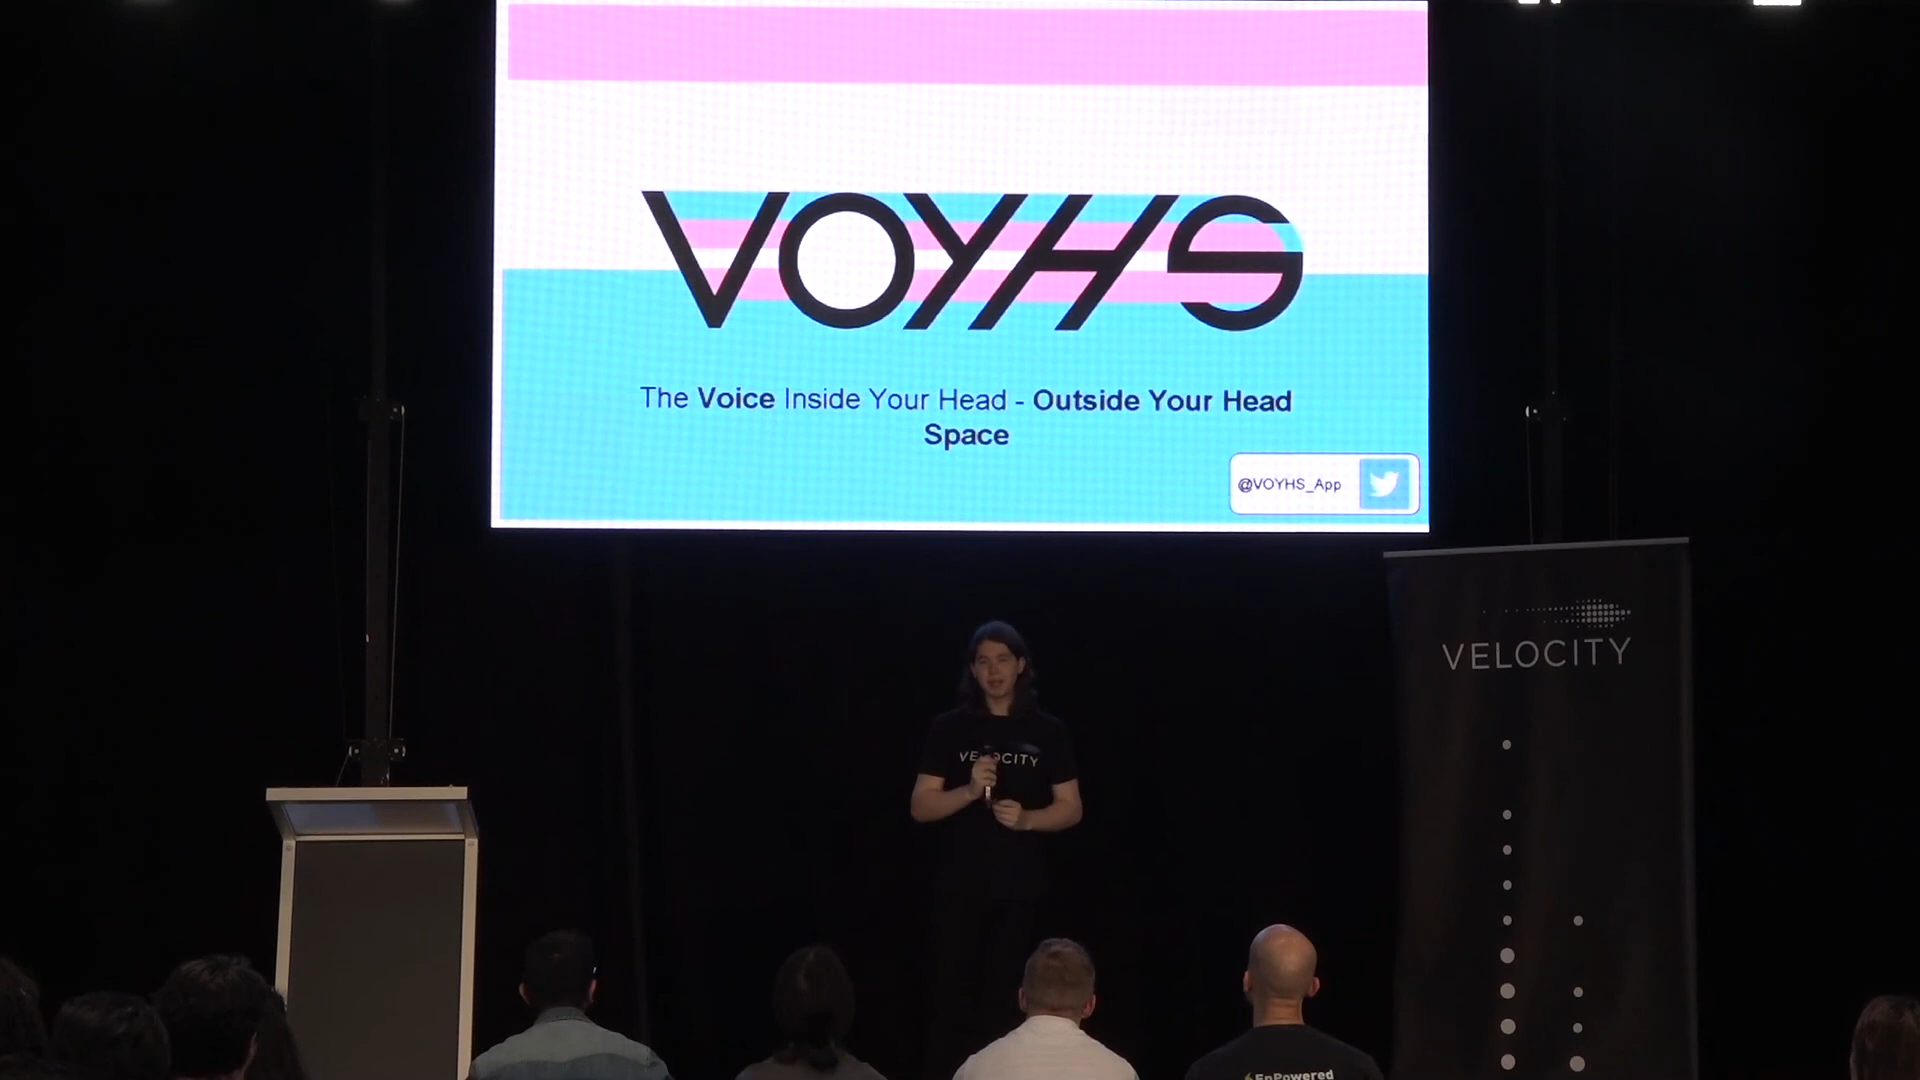 VOYHS
The Voice Inside Your Head - Outside Your Head
Space
@VOYHS_App
VELOCITY
VELOCITY
EnPowered